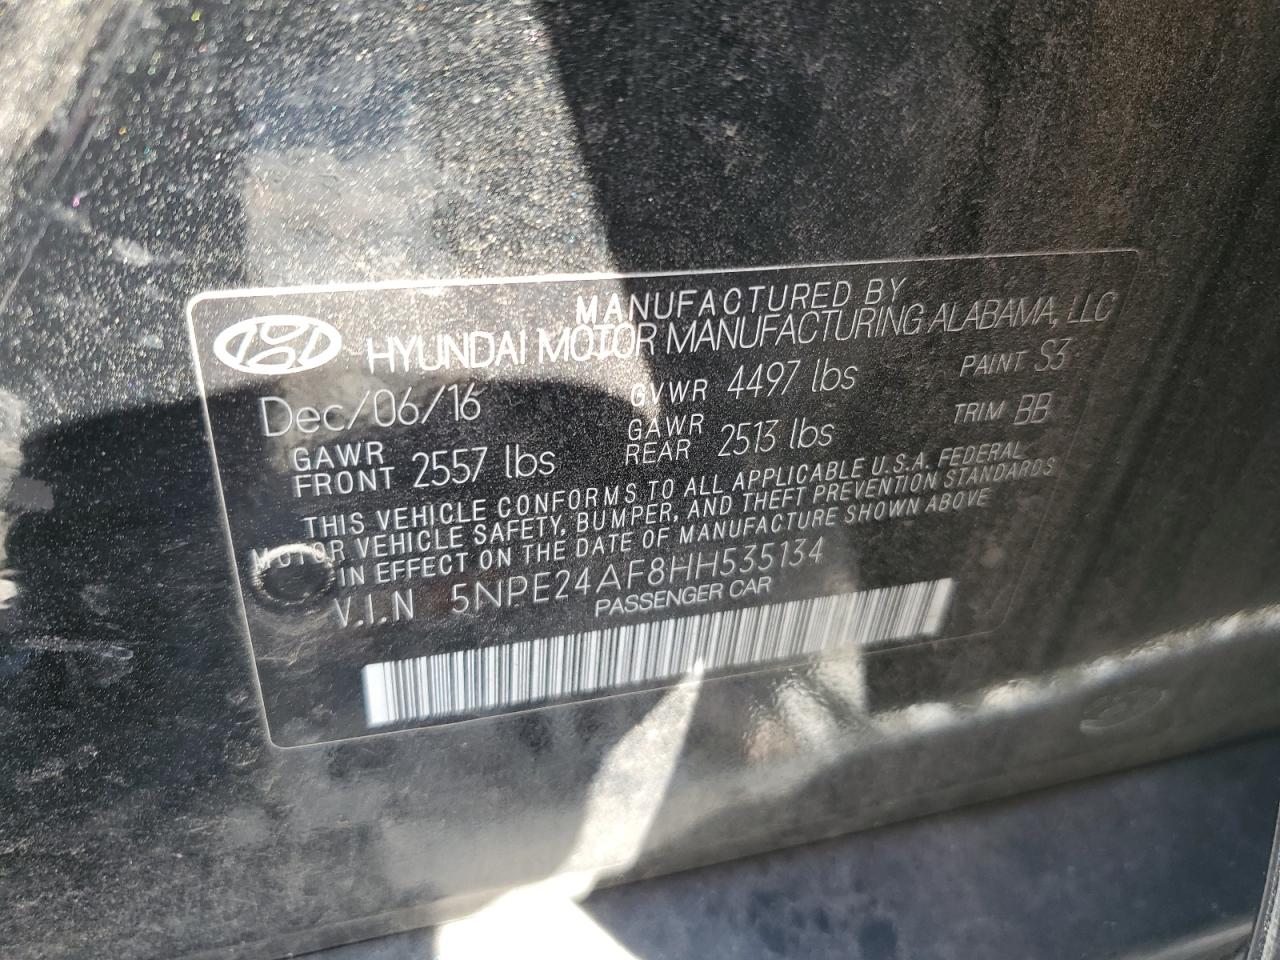 MANUFACTURED BY
HYUNDAI MOTOR MANUFACTURING ALABAMA, LLC
Dec/06/16 GVWR 4497 lbs PAINT S3
GAWR FRONT 2557 lbs GAWR REAR 2513 lbs TRIM BB
THIS VEHICLE CONFORMS TO ALL APPLICABLE U.S.A. FEDERAL
MOTOR VEHICLE SAFETY, BUMPER, AND THEFT PREVENTION STANDARDS
IN EFFECT ON THE DATE OF MANUFACTURE SHOWN ABOVE
V.I.N 5NPE24AF8HH535134
PASSENGER CAR